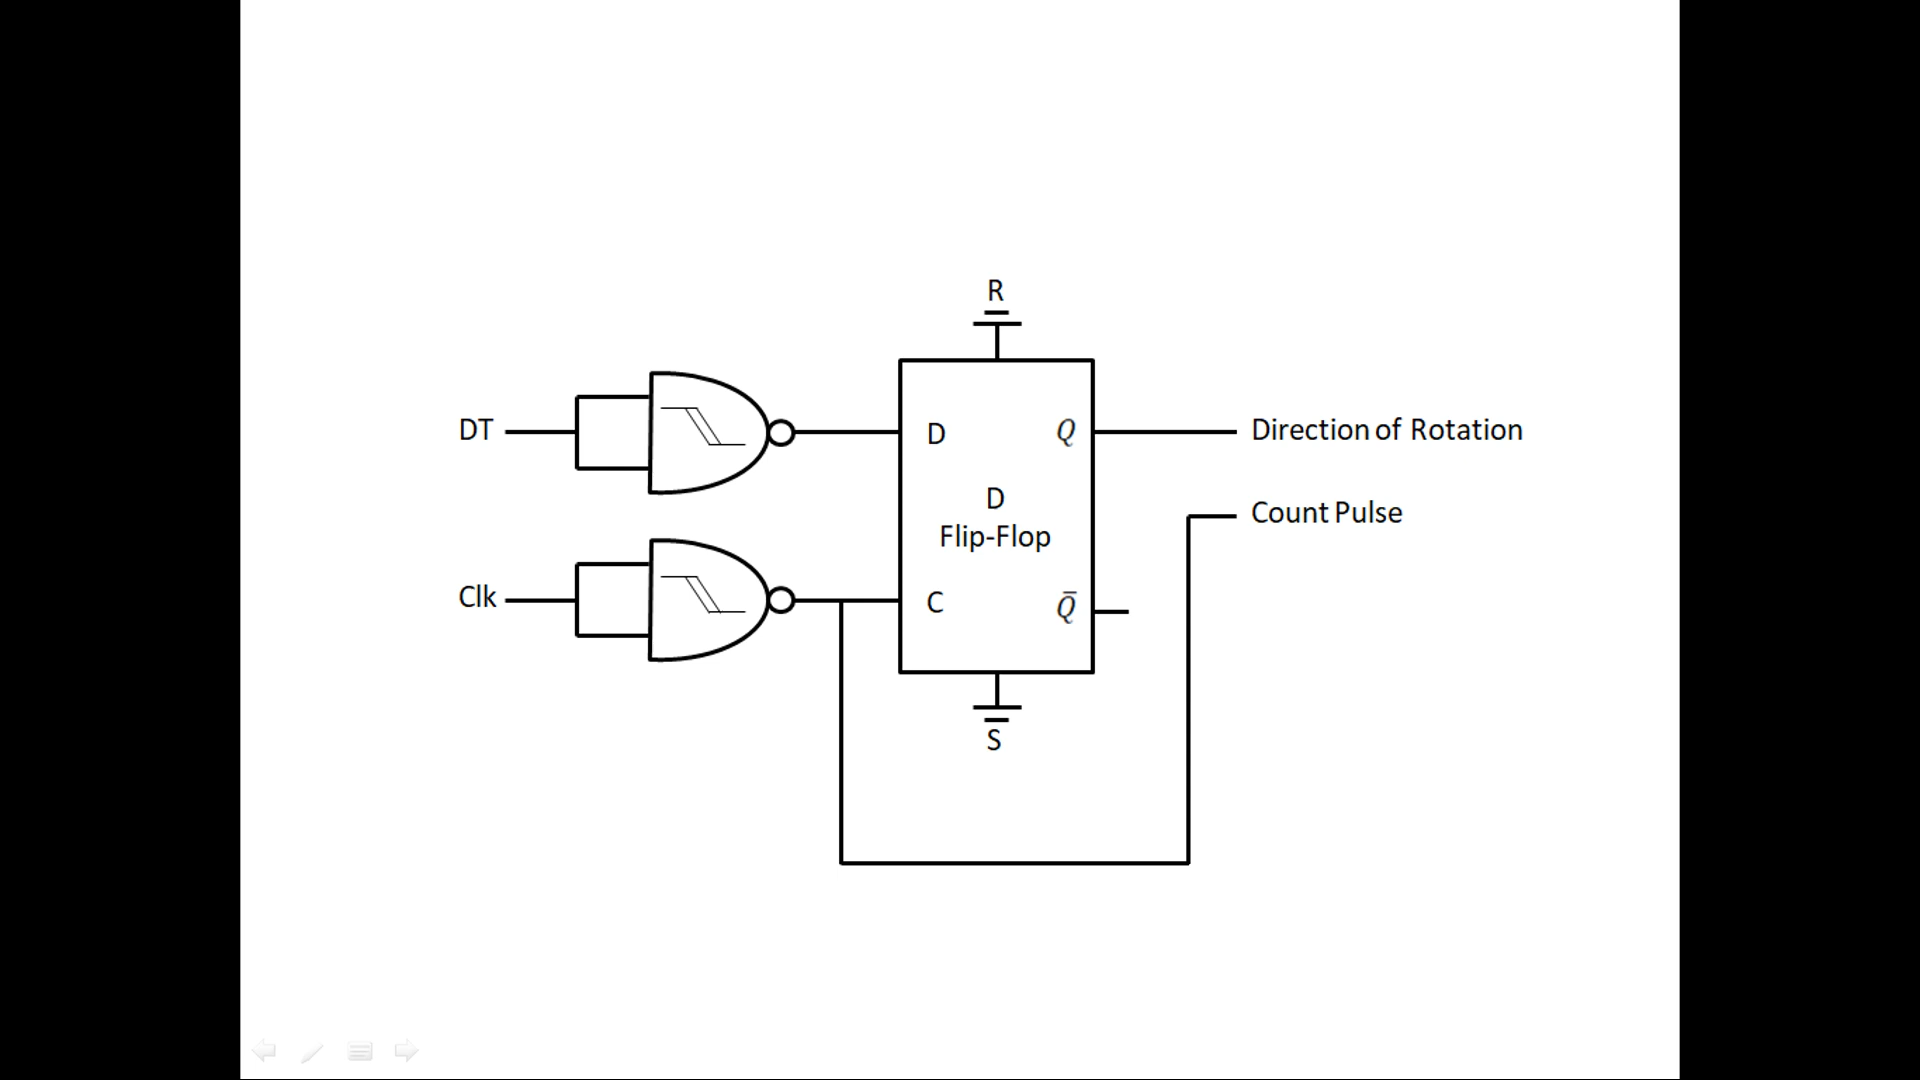 R
DT
D
Q
Direction of Rotation
D
Flip-Flop
Count Pulse
Clk
C
Q̄
S